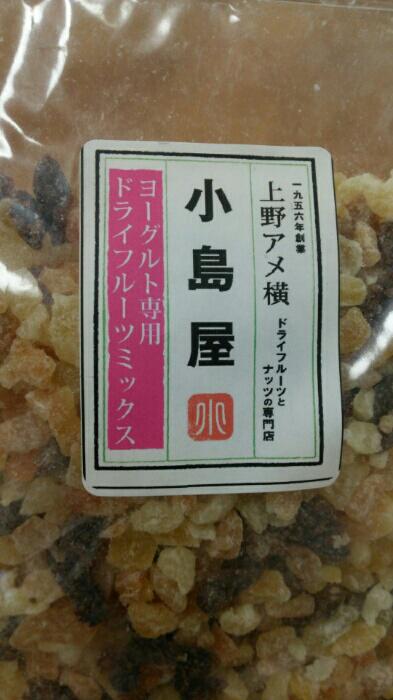 一九五六年創業
上野アメ横
ドライフルーツと
ナッツの専門店
小島屋
小
ヨーグルト専用
ドライフルーツミックス